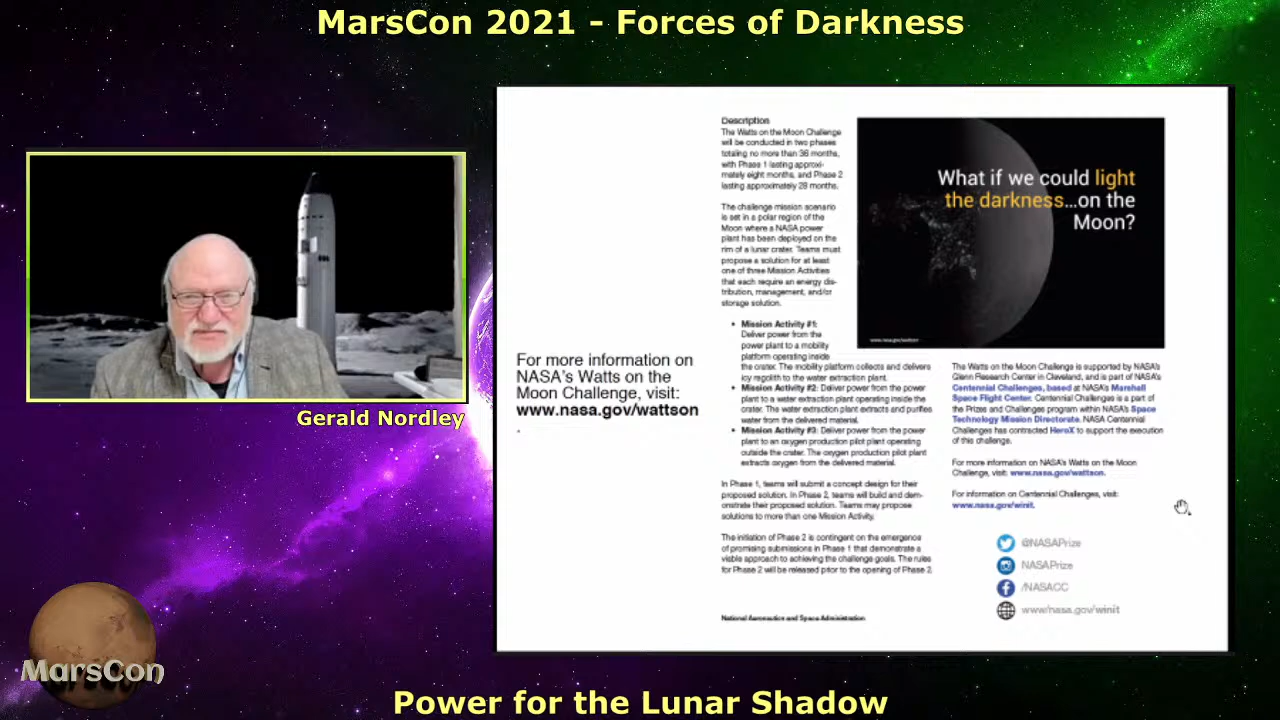 MarsCon 2021 - Forces of Darkness
Gerald Nordley
For more information on
NASA's Watts on the
Moon Challenge, visit:
www.nasa.gov/wattson
.
Description
The Watts on the Moon Challenge
will be conducted in two phases
totaling no more than 36 months,
with Phase 1 lasting approxi-
mately eight months, and Phase 2
lasting approximately 28 months.
The challenge mission scenario
is set in a polar region of the
Moon where a NASA power
plant has been deployed on the
rim of a lunar crater. Teams must
propose a solution for at least
one of three Mission Activities
that each require an energy dis-
tribution, management, and/or
storage solution.
• Mission Activity #1:
Deliver power from the
power plant to a mobility
platform operating inside
the crater. The mobility platform collects and delivers
icy regolith to the water extraction plant.
• Mission Activity #2: Deliver power from the power
plant to a water extraction plant operating inside the
crater. The water extraction plant extracts and purifies
water from the delivered material.
• Mission Activity #3: Deliver power from the power
plant to an oxygen production pilot plant operating
outside the crater. The oxygen production pilot plant
extracts oxygen from the delivered material.
In Phase 1, teams will submit a concept design for their
proposed solution. In Phase 2, teams will build and dem-
onstrate their proposed solution. Teams may propose
solutions to more than one Mission Activity.
The initiation of Phase 2 is contingent on the emergence
of promising submissions in Phase 1 that demonstrate a
viable approach to achieving the challenge goals. The rules
for Phase 2 will be released prior to the opening of Phase 2.
National Aeronautics and Space Administration
What if we could light
the darkness...on the
Moon?
www.nasa.gov/wattson
The Watts on the Moon Challenge is supported by NASA's
Glenn Research Center in Cleveland, and is part of NASA's
Centennial Challenges, based at NASA's Marshall
Space Flight Center. Centennial Challenges is a part of
the Prizes and Challenges program within NASA's Space
Technology Mission Directorate. NASA Centennial
Challenges has contracted HeroX to support the execution
of this challenge.
For more information on NASA's Watts on the Moon
Challenge, visit: www.nasa.gov/wattson.
For information on Centennial Challenges, visit:
www.nasa.gov/winit.
@NASAPrize
NASAPrize
/NASACC
www/nasa.gov/winit
MarsCon
Power for the Lunar Shadow